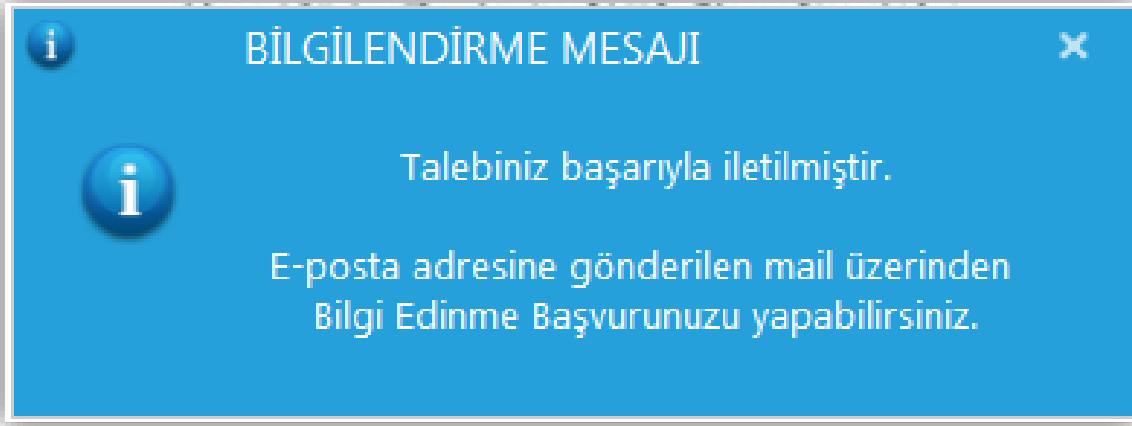 BİLGİLENDİRME MESAJI
Talebiniz başarıyla iletilmiştir.
E-posta adresine gönderilen mail üzerinden
Bilgi Edinme Başvurunuzu yapabilirsiniz.